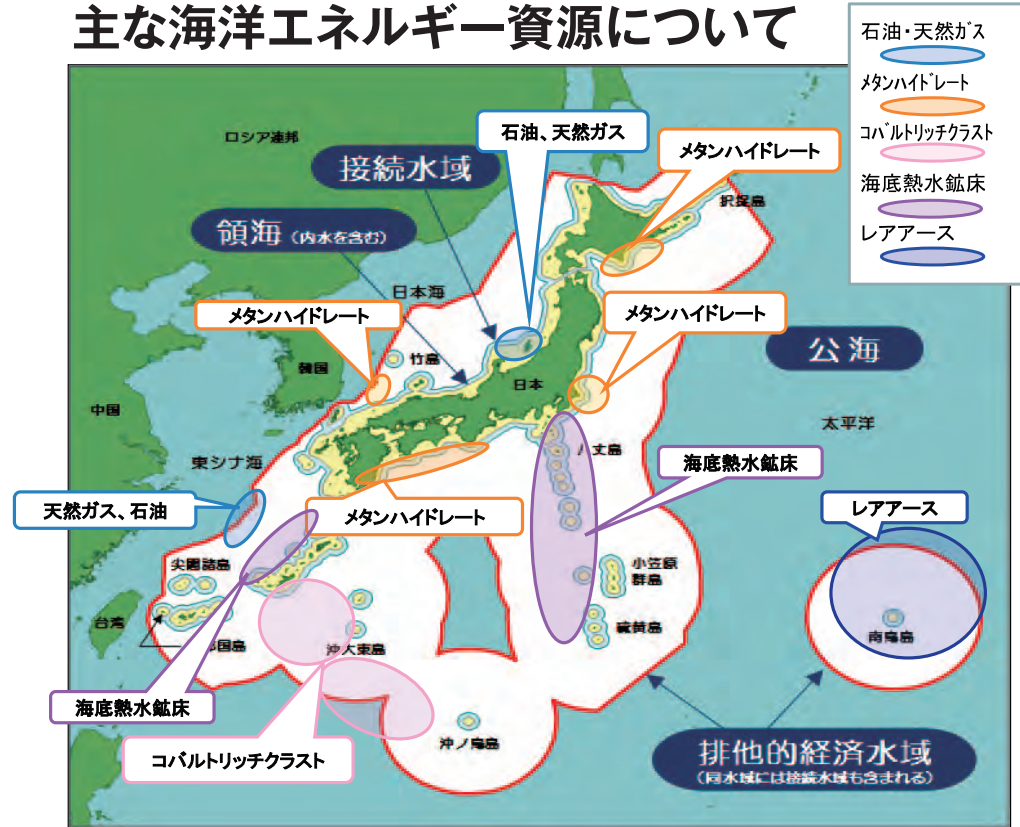 主な海洋エネルギー資源について
石油・天然ガス
メタンハイドレート
コバルトリッチクラスト
海底熱水鉱床
レアアース
ロシア連邦
接続水域
石油、天然ガス
メタンハイドレート
択捉島
領海 (内水を含む)
日本海
メタンハイドレート
メタンハイドレート
竹島
韓国
日本
公海
中国
太平洋
東シナ海
丈島
海底熱水鉱床
天然ガス、石油
メタンハイドレート
レアアース
尖閣諸島
小笠原
群島
台湾
硫黄島
南鳥島
国島
沖大東島
海底熱水鉱床
コバルトリッチクラスト
沖ノ鳥島
排他的経済水域
(同水域には接続水域も含まれる)